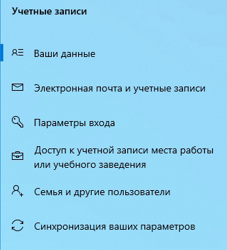 Учетные записи
Ваши данные
Электронная почта и учетные записи
Параметры входа
Доступ к учетной записи места работы
или учебного заведения
Семья и другие пользователи
Синхронизация ваших параметров